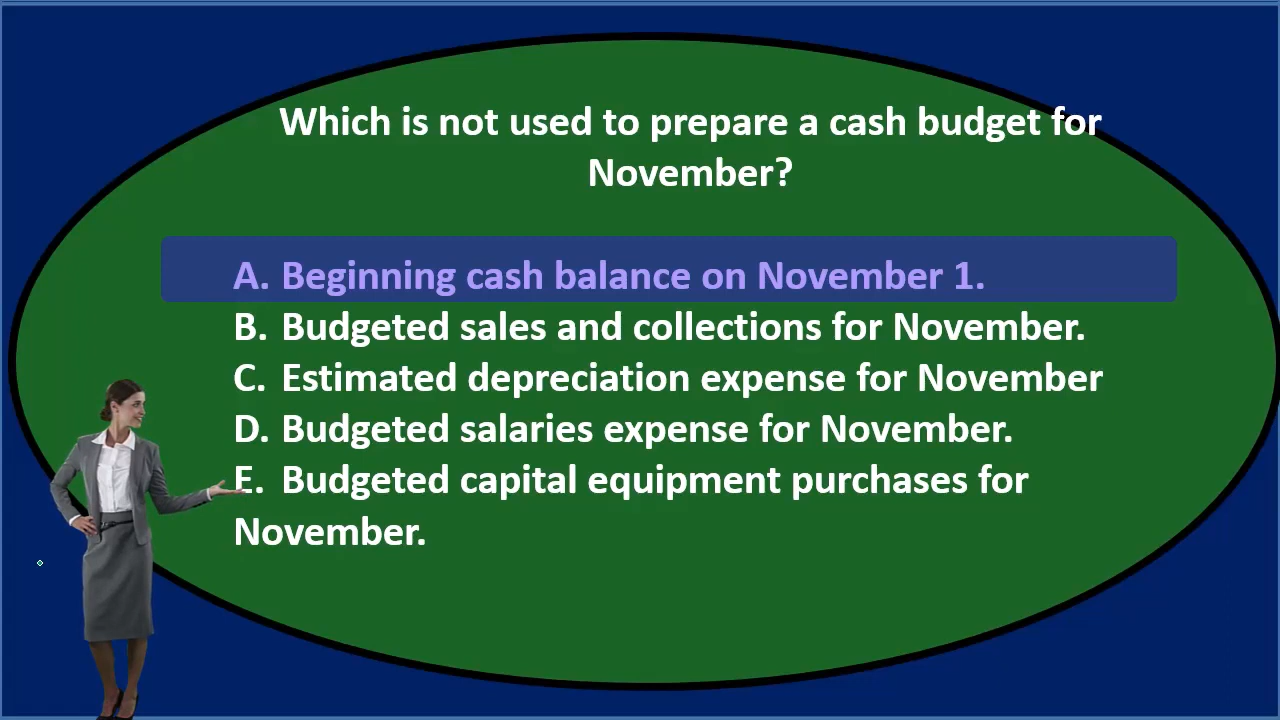 Which is not used to prepare a cash budget for
November?
A. Beginning cash balance on November 1.
B. Budgeted sales and collections for November.
C. Estimated depreciation expense for November
D. Budgeted salaries expense for November.
E. Budgeted capital equipment purchases for
November.